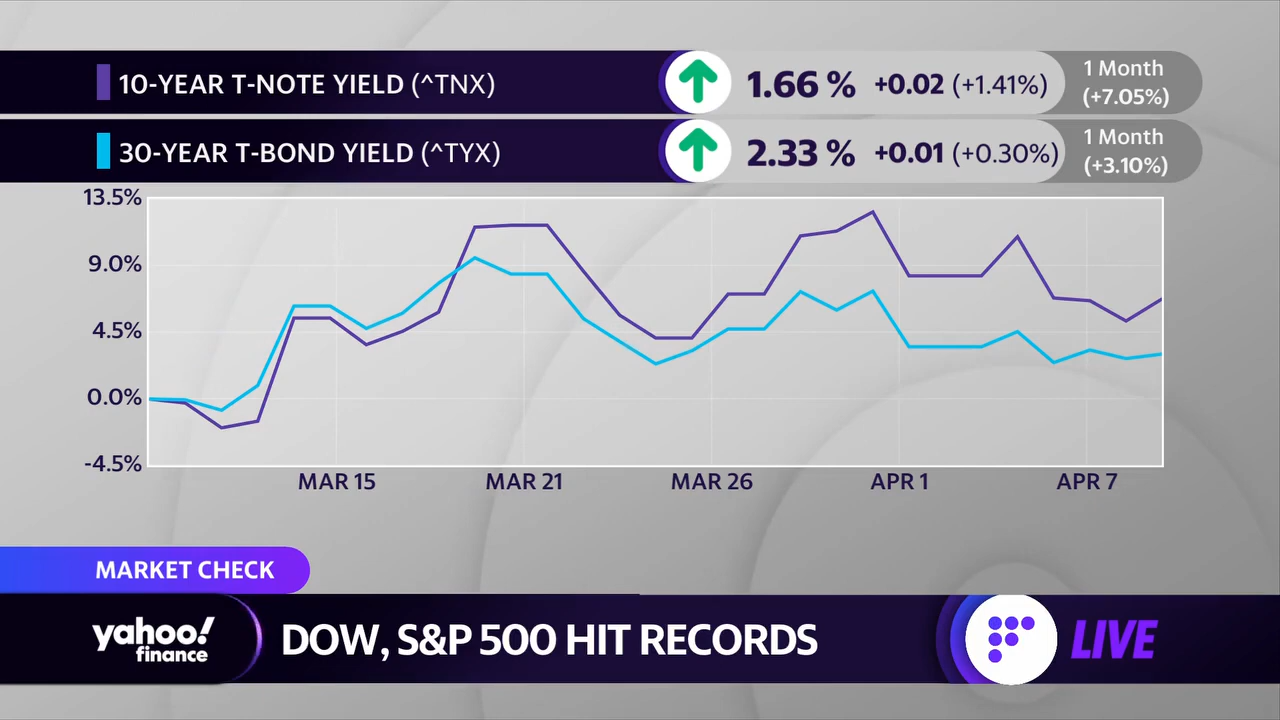 10-YEAR T-NOTE YIELD (^TNX) 1.66 % +0.02 (+1.41%) 1 Month (+7.05%)
30-YEAR T-BOND YIELD (^TYX) 2.33 % +0.01 (+0.30%) 1 Month (+3.10%)
13.5%
9.0%
4.5%
0.0%
-4.5%
MAR 15 MAR 21 MAR 26 APR 1 APR 7
MARKET CHECK
yahoo!
finance
DOW, S&P 500 HIT RECORDS
LIVE